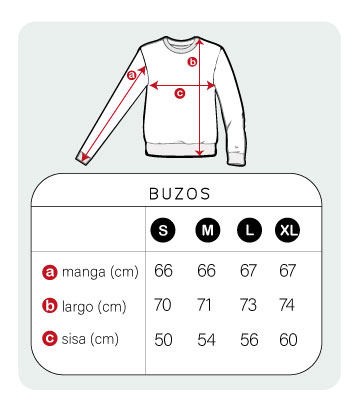 a
b
c
BUZOS
S M L XL
a manga (cm) 66 66 67 67
b largo (cm) 70 71 73 74
c sisa (cm) 50 54 56 60